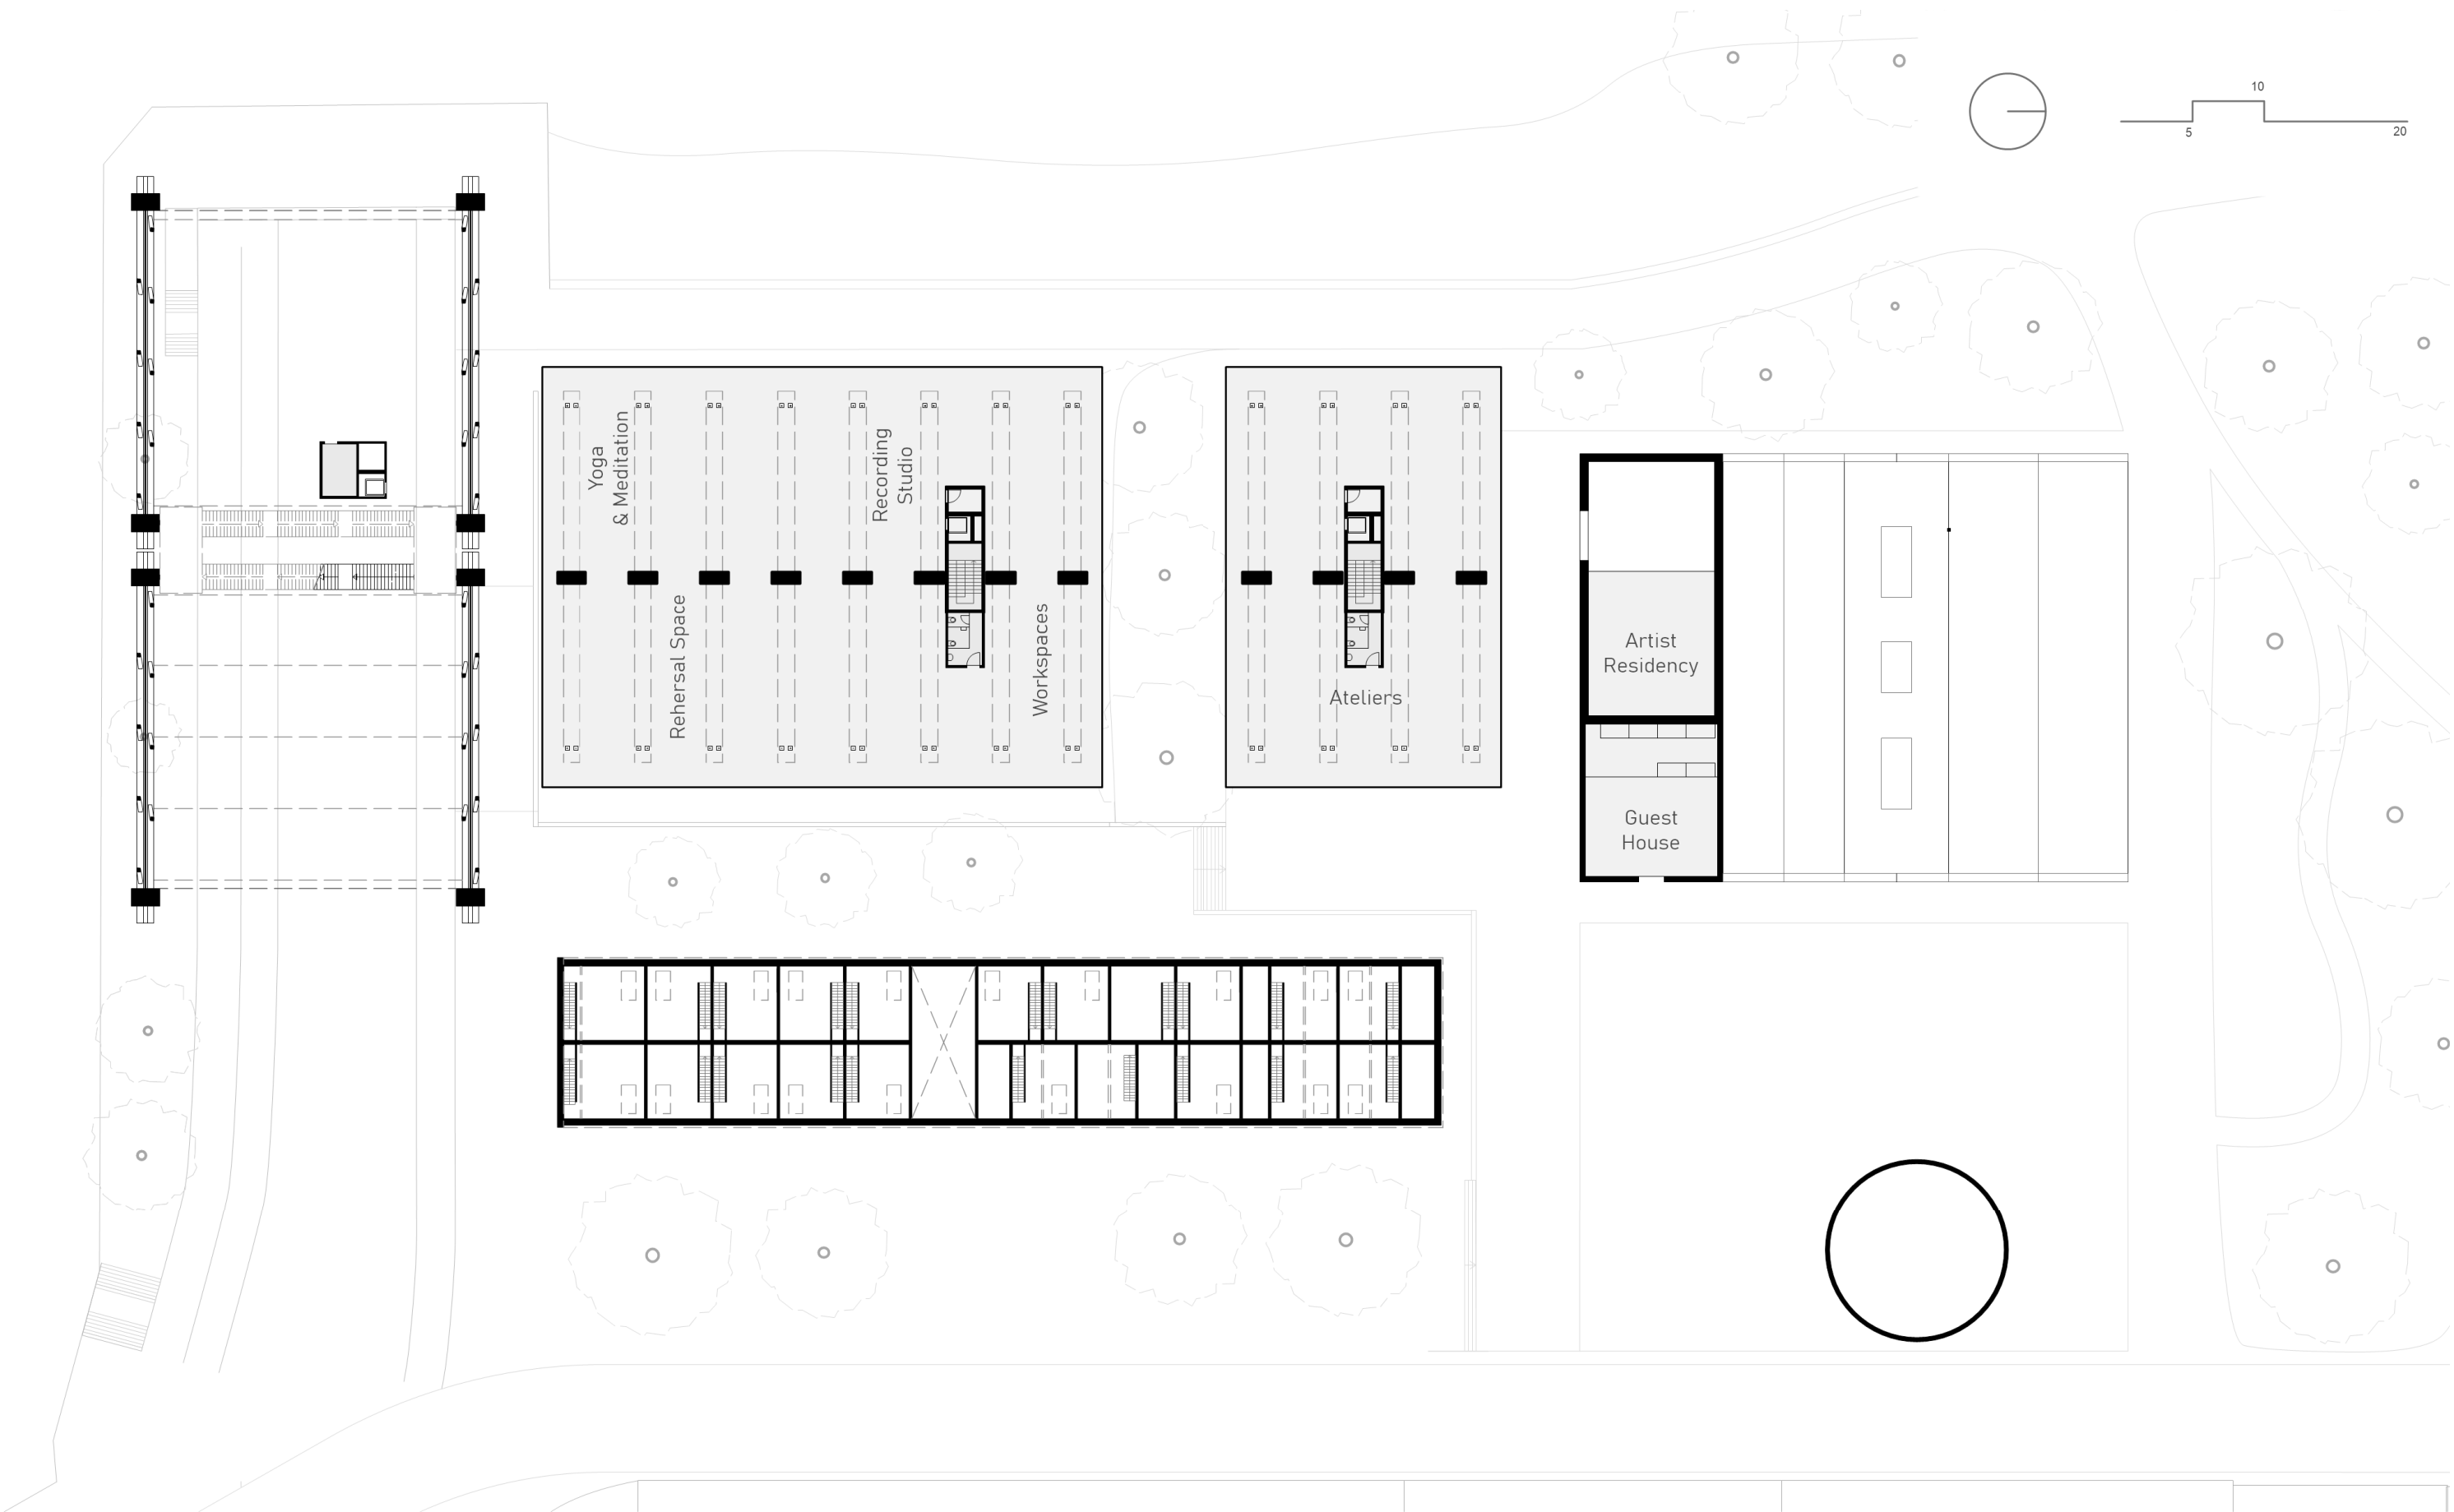 10
5
20
Yoga
& Meditation
Recording
Studio
Rehersal Space
Workspaces
Ateliers
Artist
Residency
Guest
House